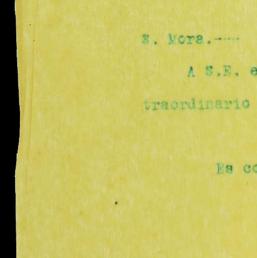 E. Mora.----
A S.E. e
traordinario
Es co